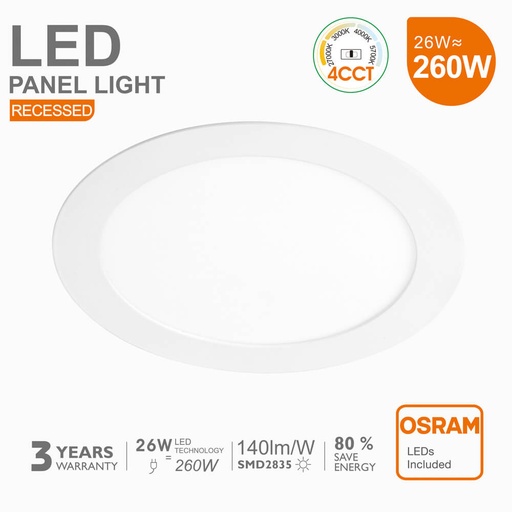 LED
PANEL LIGHT
RECESSED
2700K 3000K 4000K 5700K
4CCT
26W≈
260W
3 YEARS
WARRANTY
26W LED
TECHNOLOGY
= 260W
140lm/W
SMD2835
80 %
SAVE
ENERGY
OSRAM
LEDs
Included